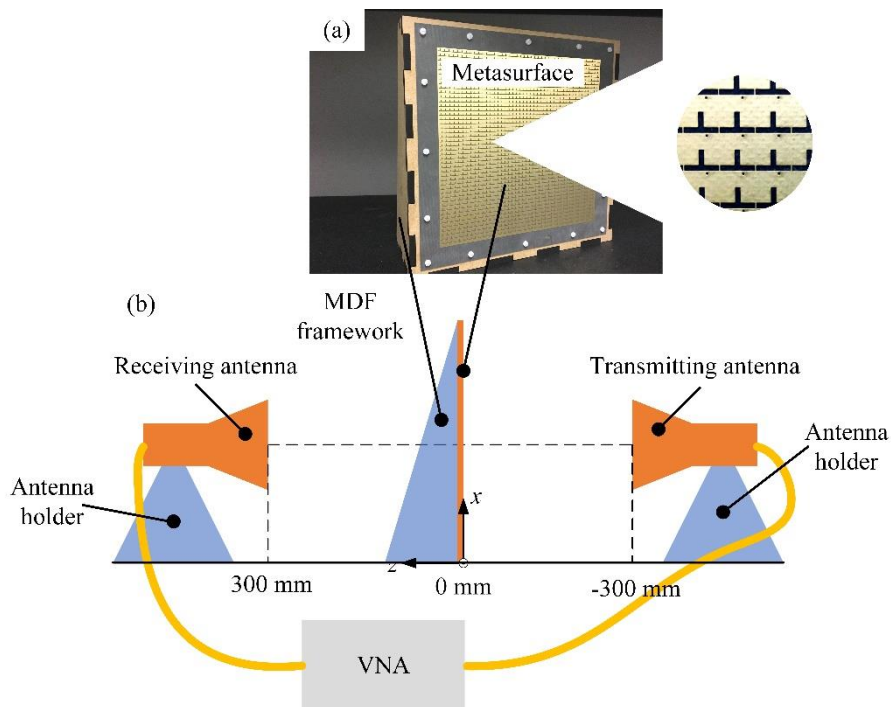 (a)
Metasurface
(b)
MDF
framework
Receiving antenna
Transmitting antenna
Antenna
holder
Antenna
holder
x
z
300 mm
0 mm
-300 mm
VNA